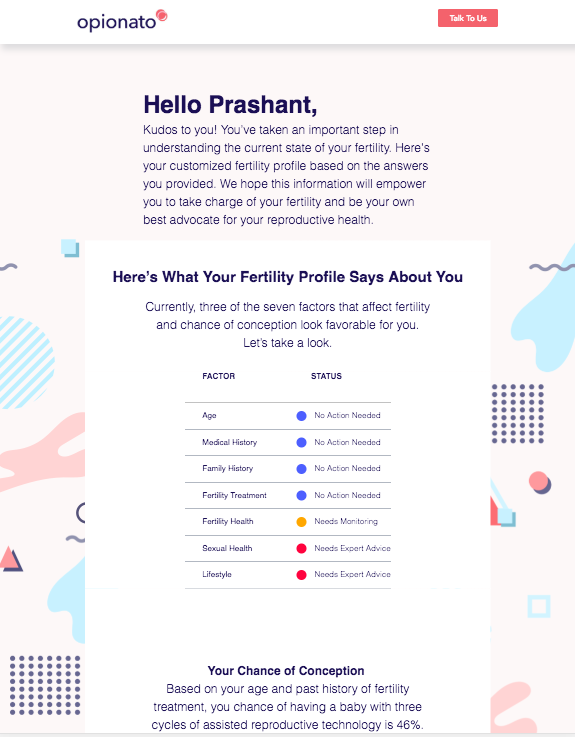 opionato
Talk To Us
Hello Prashant,
Kudos to you! You've taken an important step in
understanding the current state of your fertility. Here's
your customized fertility profile based on the answers
you provided. We hope this information will empower
you to take charge of your fertility and be your own
best advocate for your reproductive health.
Here's What Your Fertility Profile Says About You
Currently, three of the seven factors that affect fertility
and chance of conception look favorable for you.
Let's take a look.
FACTOR STATUS
Age No Action Needed
Medical History No Action Needed
Family History No Action Needed
Fertility Treatment No Action Needed
Fertility Health Needs Monitoring
Sexual Health Needs Expert Advice
Lifestyle Needs Expert Advice
Your Chance of Conception
Based on your age and past history of fertility
treatment, you chance of having a baby with three
cycles of assisted reproductive technology is 46%.